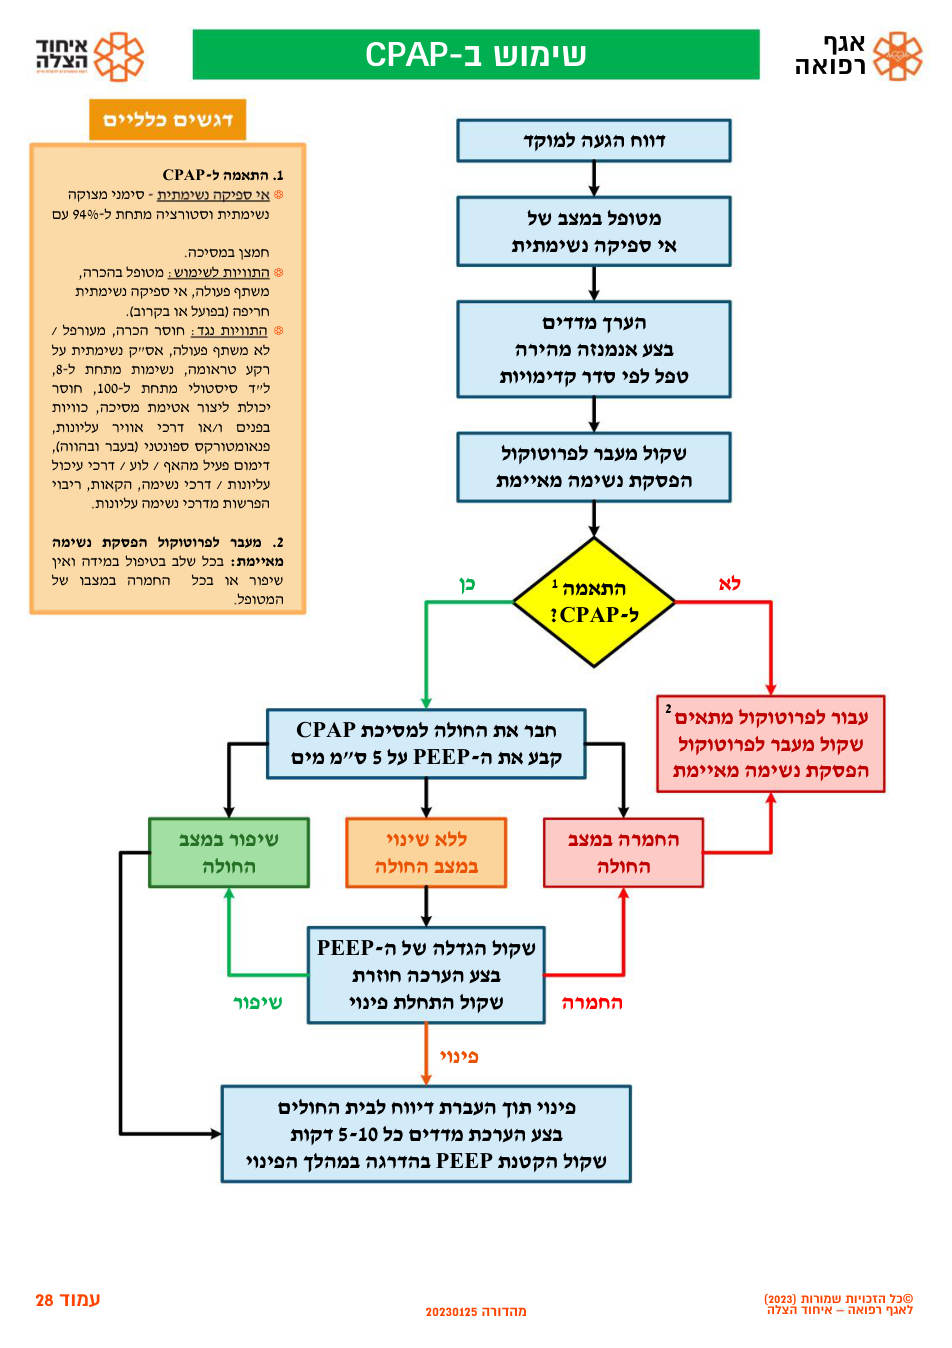 איחוד
הצלה
שימוש ב-CPAP
אגף
רפואה
דגשים כלליים
1. התאמה ל-CPAP
אי ספיקה נשימתית - סימני מצוקה
נשימתית וסטורציה מתחת ל-94% עם
חמצן במסיכה.
התוויות לשימוש: מטופל בהכרה,
משתף פעולה, אי ספיקה נשימתית
חריפה (בפועל או בקרוב).
התוויות נגד: חוסר הכרה, מעורפל /
לא משתף פעולה, אס״ק נשימתית על
רקע טראומה, נשימות מתחת ל-8,
ל״ד סיסטולי מתחת ל-100, חוסר
יכולת ליצור אטימת מסיכה, כוויות
בפנים ו/או דרכי אוויר עליונות,
פנאומטורקס ספונטני (בעבר ובהווה),
דימום פעיל מהאף / לוע / דרכי עיכול
עליונות / דרכי נשימה, הקאות, ריבוי
הפרשות מדרכי נשימה עליונות.
2. מעבר לפרוטוקול הפסקת נשימה
מאיימת: בכל שלב בטיפול במידה ואין
שיפור או בכל החמרה במצבו של
המטופל.
דווח הגעה למוקד
מטופל במצב של
אי ספיקה נשימתית
הערך מדדים
בצע אנמנזה מהירה
טפל לפי סדר קדימויות
שקול מעבר לפרוטוקול
הפסקת נשימה מאיימת
התאמה 1
ל-CPAP?
כן
לא
עבור לפרוטוקול מתאים 2
שקול מעבר לפרוטוקול
הפסקת נשימה מאיימת
חבר את החולה למסיכת CPAP
קבע את ה-PEEP על 5 ס״מ מים
שיפור במצב
החולה
ללא שינוי
במצב החולה
החמרה במצב
החולה
שקול הגדלה של ה-PEEP
בצע הערכה חוזרת
שקול התחלת פינוי
שיפור
החמרה
פינוי
פינוי תוך העברת דיווח לבית החולים
בצע הערכת מדדים כל 5-10 דקות
שקול הקטנת PEEP בהדרגה במהלך הפינוי
©כל הזכויות שמורות (2023)
לאגף רפואה – איחוד הצלה
מהדורה 20230125
עמוד 28